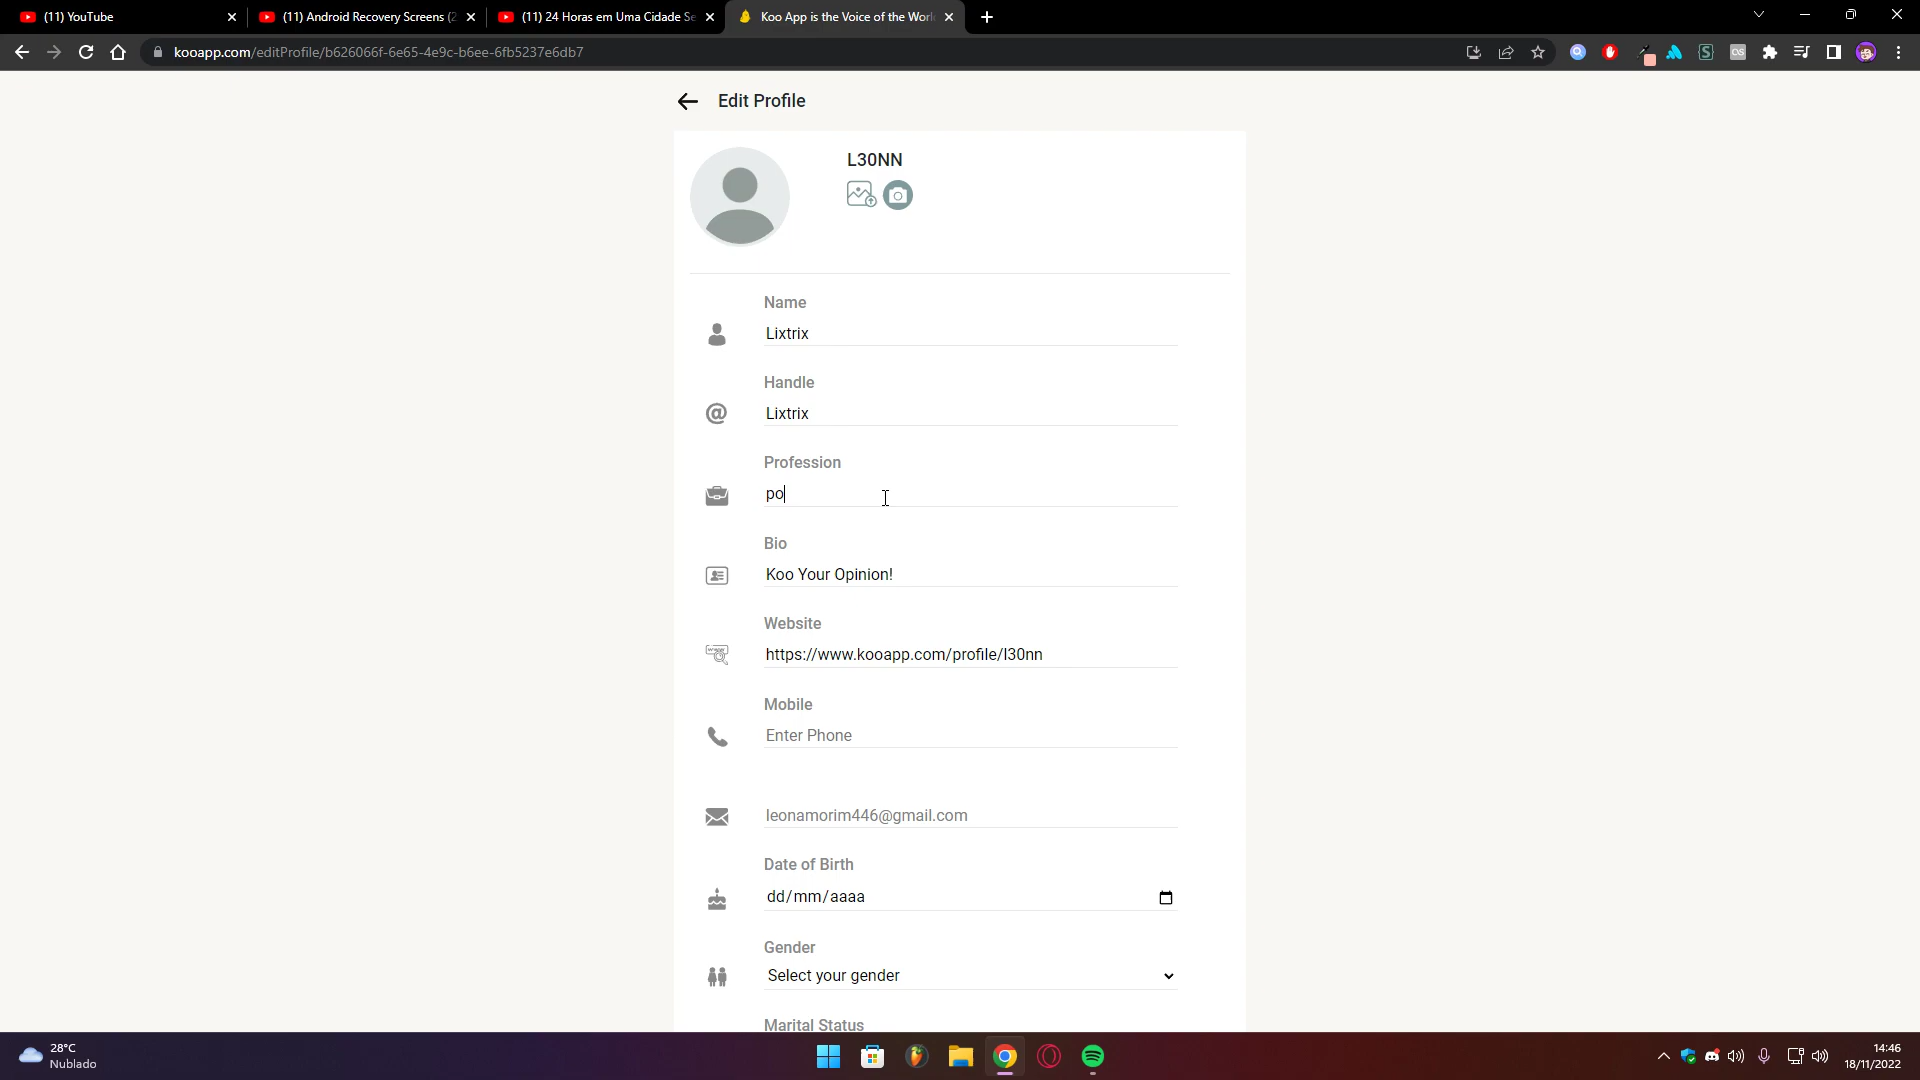 (11) YouTube
(11) Android Recovery Screens (2
(11) 24 Horas em Uma Cidade Se
Koo App is the Voice of the Worl
kooapp.com/editProfile/b626066f-6e65-4e9c-b6ee-6fb5237e6db7
Edit Profile
L30NN
Name
Lixtrix
Handle
Lixtrix
Profession
po
Bio
Koo Your Opinion!
Website
https://www.kooapp.com/profile/l30nn
Mobile
Enter Phone
leonamorim446@gmail.com
Date of Birth
dd/mm/aaaa
Gender
Select your gender
Marital Status
28°C
Nublado
14:46
18/11/2022